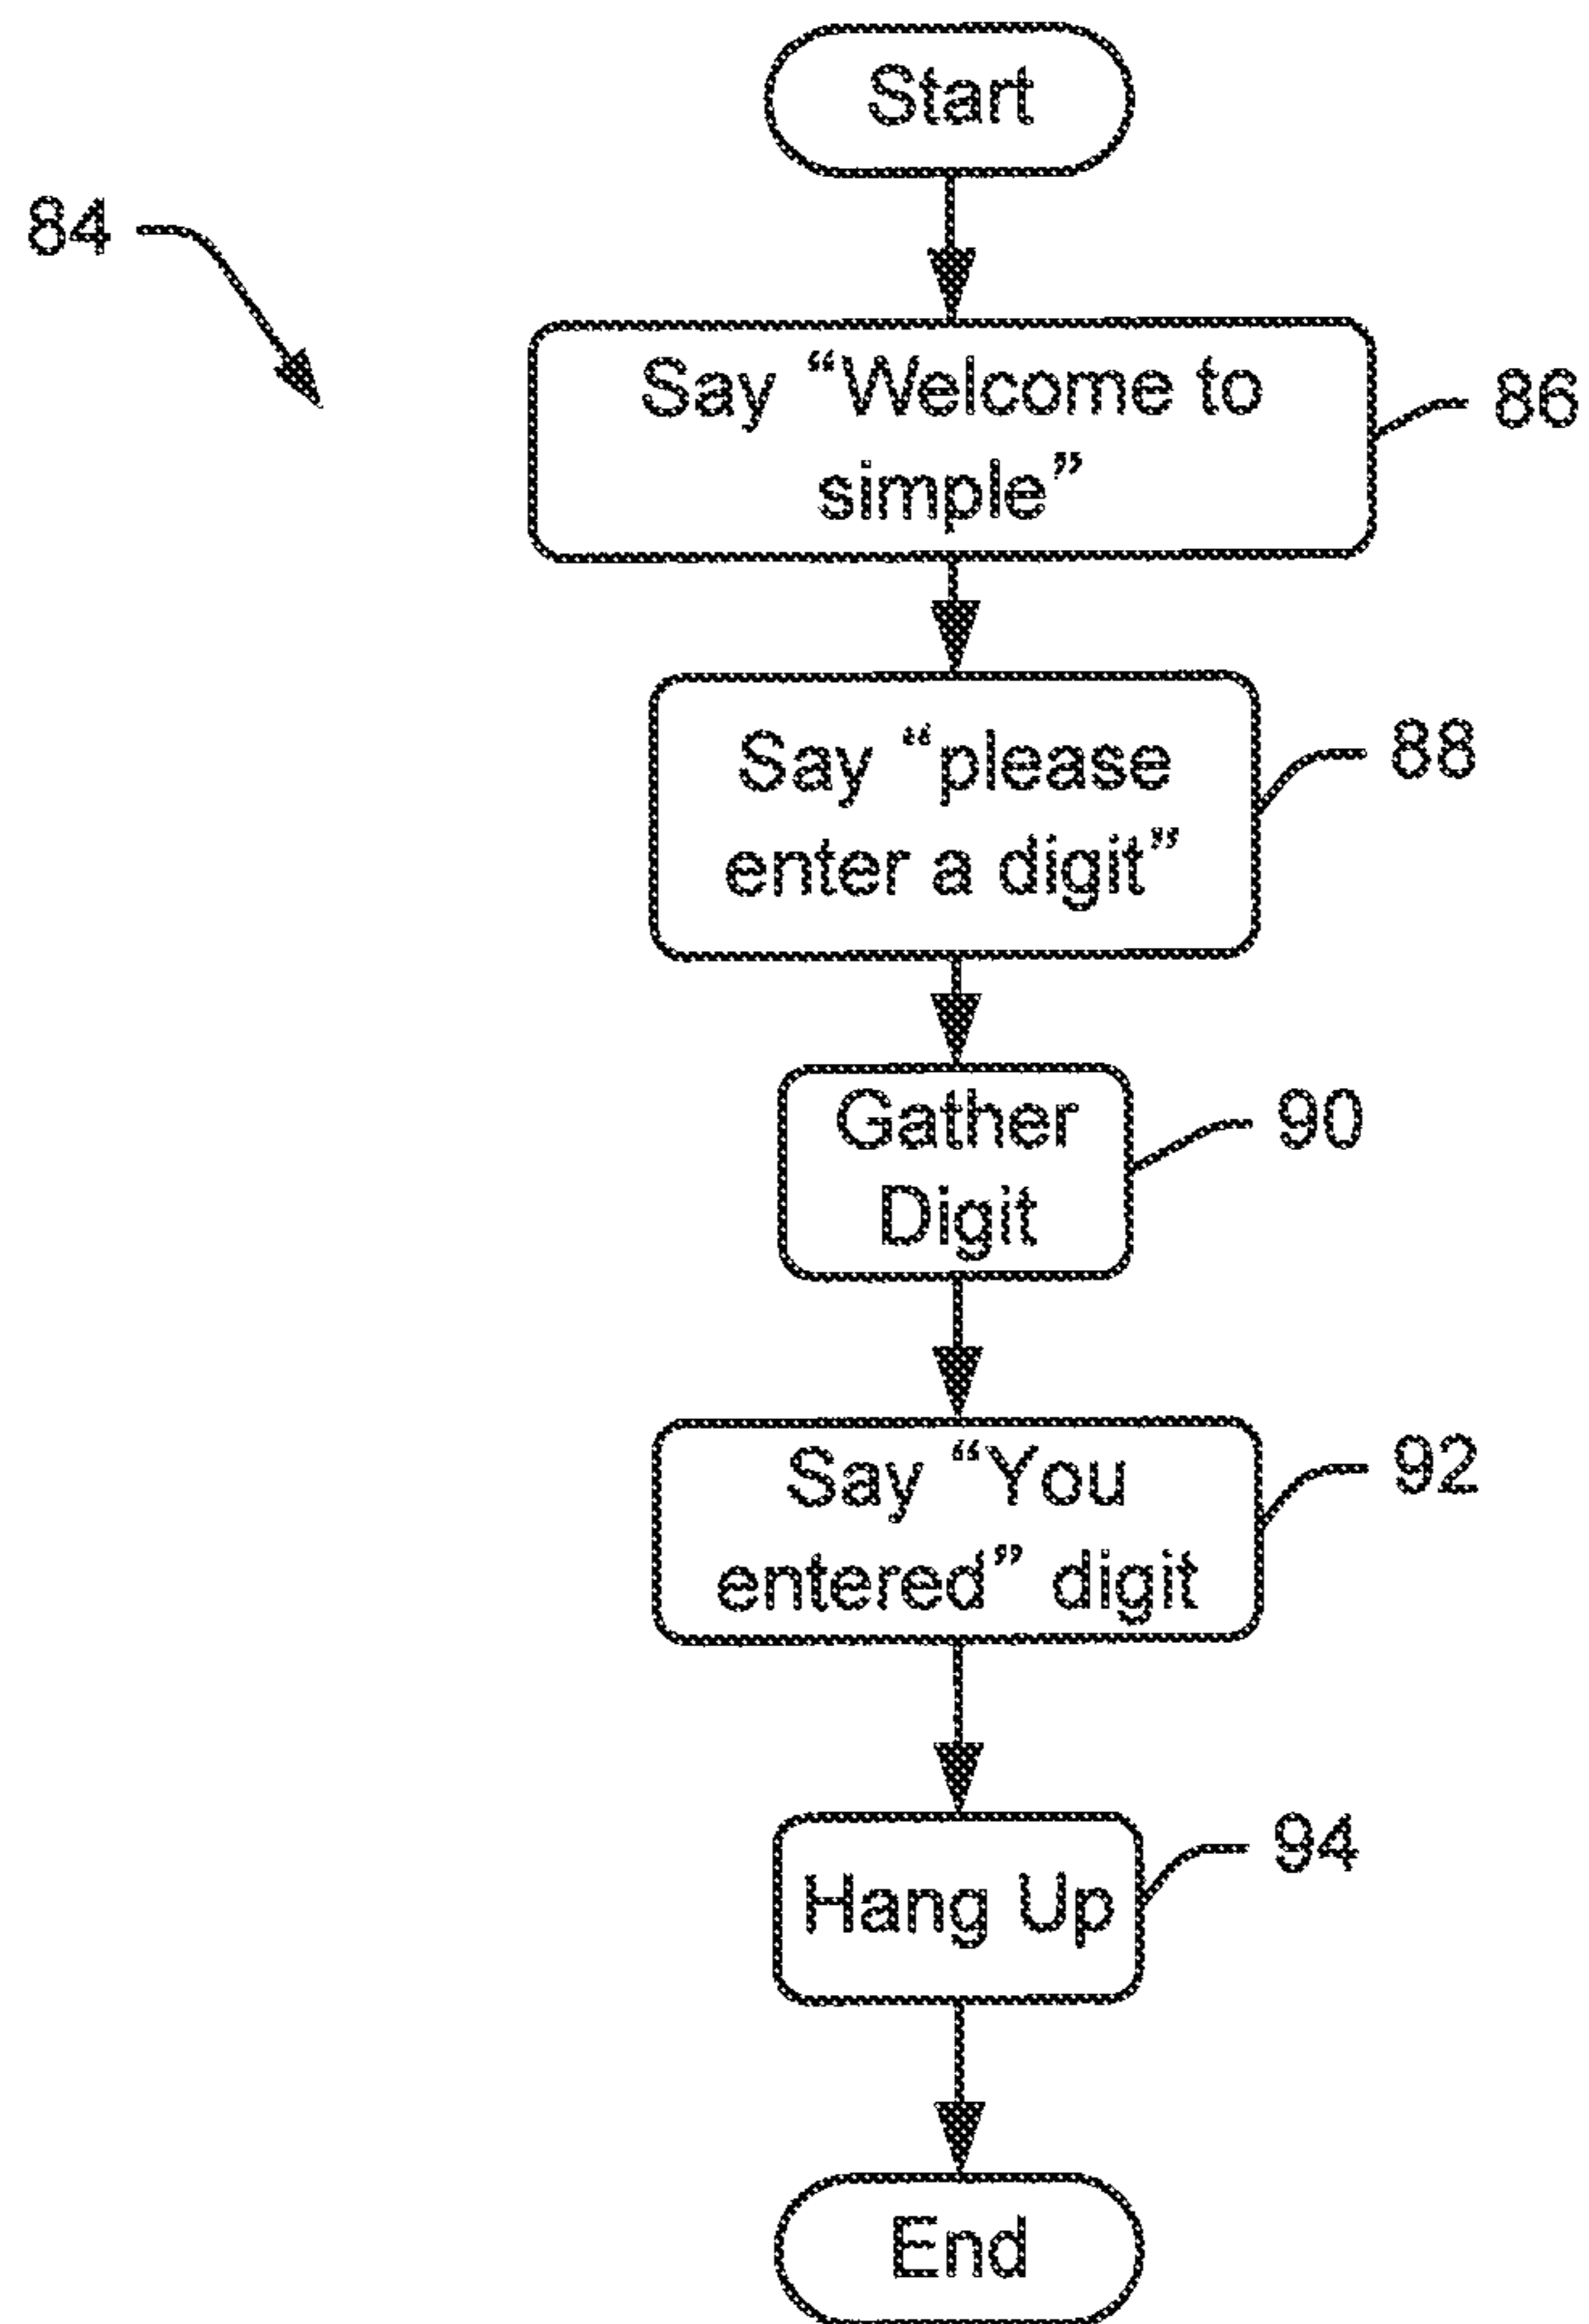 Start
84
Say “Welcome to
simple”
86
Say “please
enter a digit”
88
Gather
Digit
90
Say “You
entered” digit
92
Hang Up
94
End